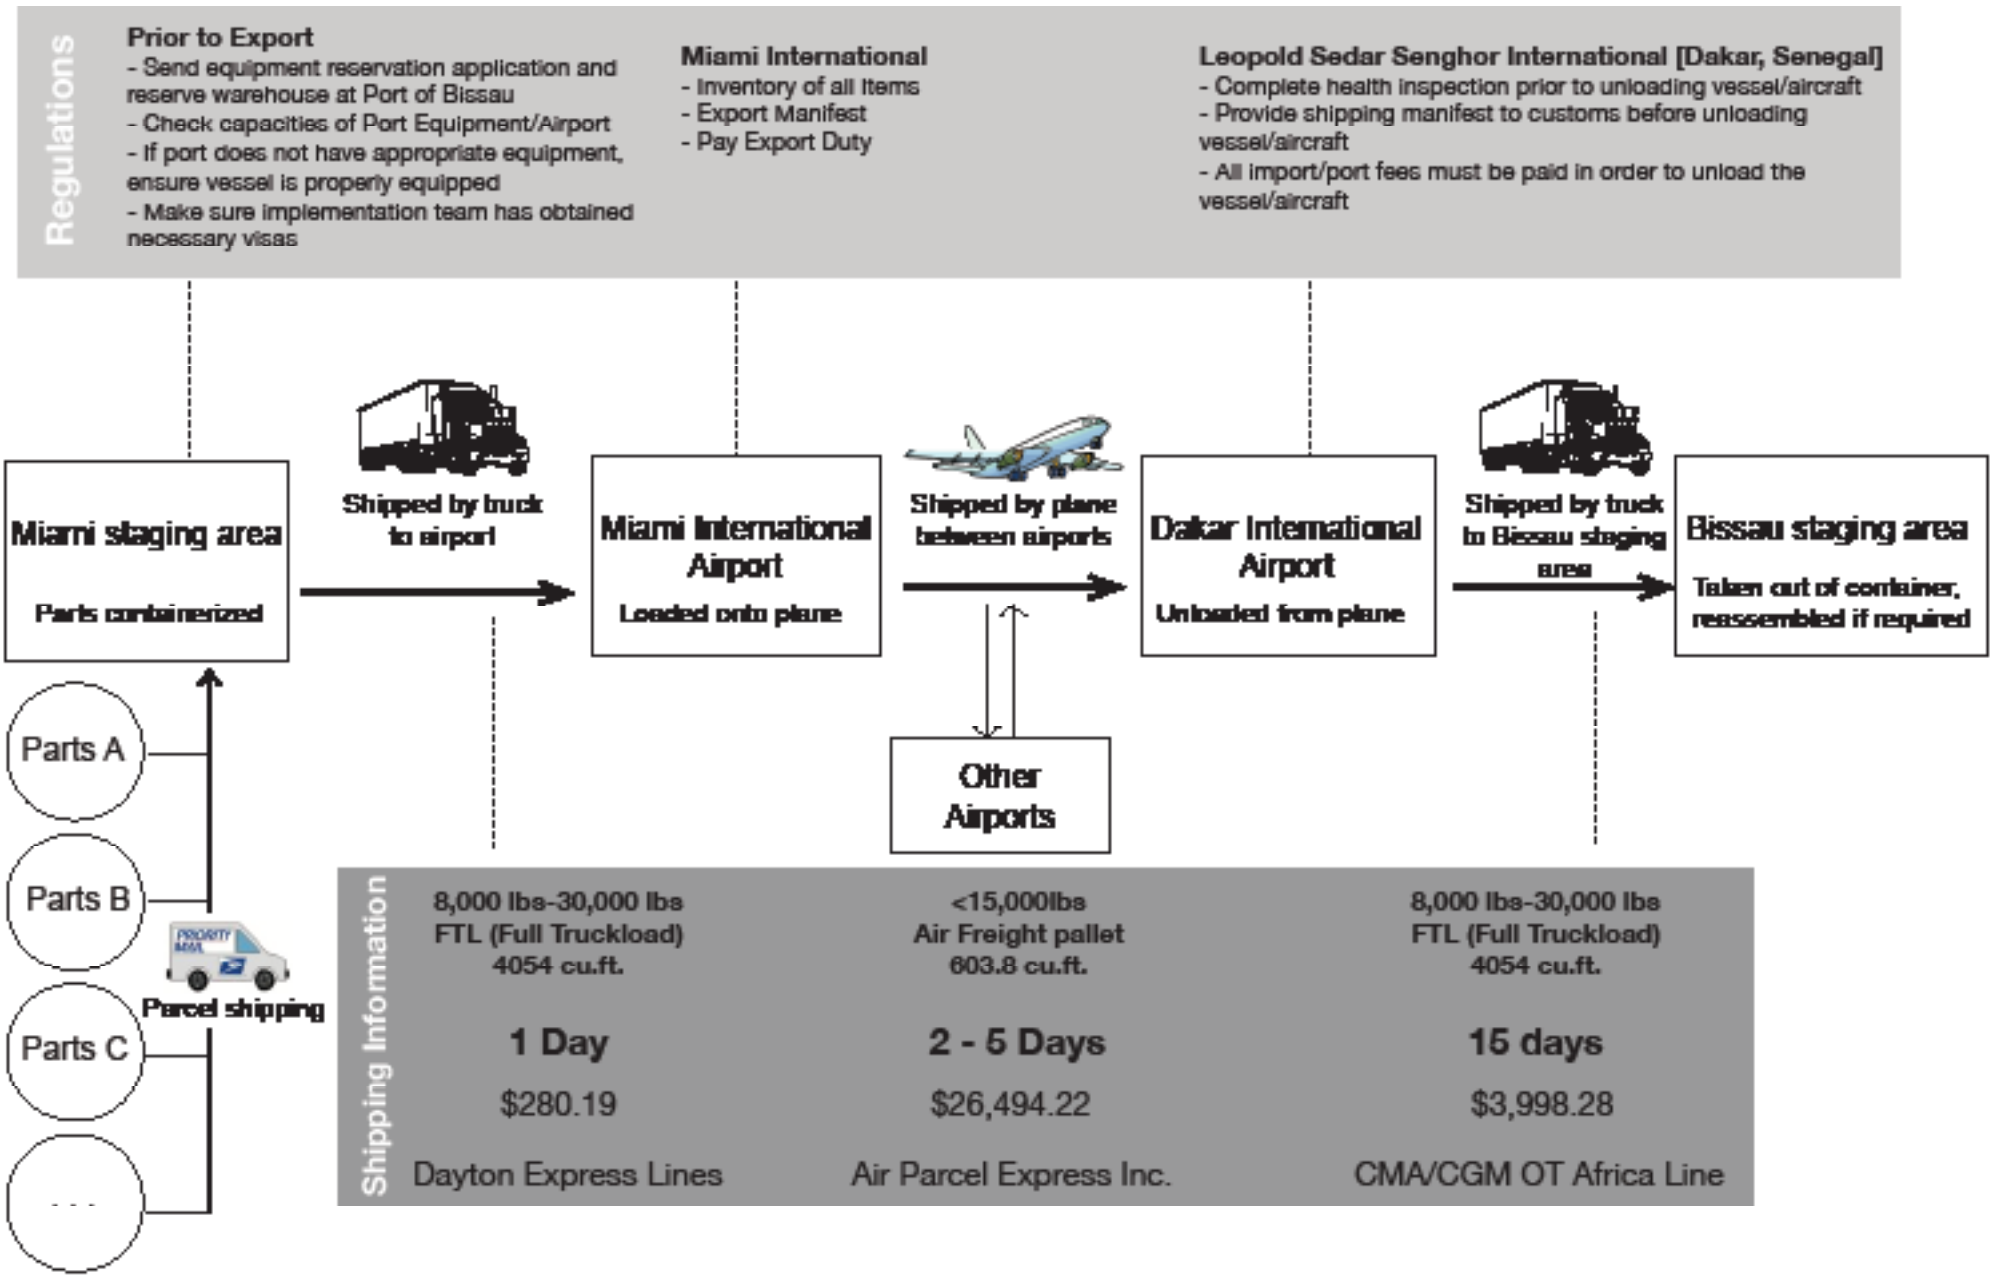 Regulations
Prior to Export
- Send equipment reservation application and
reserve warehouse at Port of Bissau
- Check capacities of Port Equipment/Airport
- If port does not have appropriate equipment,
ensure vessel is properly equipped
- Make sure implementation team has obtained
necessary visas
Miami International
- Inventory of all Items
- Export Manifest
- Pay Export Duty
Leopold Sedar Senghor International [Dakar, Senegal]
- Complete health inspection prior to unloading vessel/aircraft
- Provide shipping manifest to customs before unloading
vessel/aircraft
- All import/port fees must be paid in order to unload the
vessel/aircraft
Miami staging area
Parts containerized
Shipped by truck
to airport
Miami International
Airport
Loaded onto plane
Shipped by plane
between airports
Dakar International
Airport
Unloaded from plane
Shipped by truck
to Bissau staging
area
Bissau staging area
Taken out of container,
reassembled if required
Other
Airports
Parts A
Parts B
Parts C
. . .
PRIORITY
MAIL
Parcel shipping
Shipping Information
8,000 lbs-30,000 lbs
FTL (Full Truckload)
4054 cu.ft.
1 Day
$280.19
Dayton Express Lines
<15,000lbs
Air Freight pallet
603.8 cu.ft.
2 - 5 Days
$26,494.22
Air Parcel Express Inc.
8,000 lbs-30,000 lbs
FTL (Full Truckload)
4054 cu.ft.
15 days
$3,998.28
CMA/CGM OT Africa Line